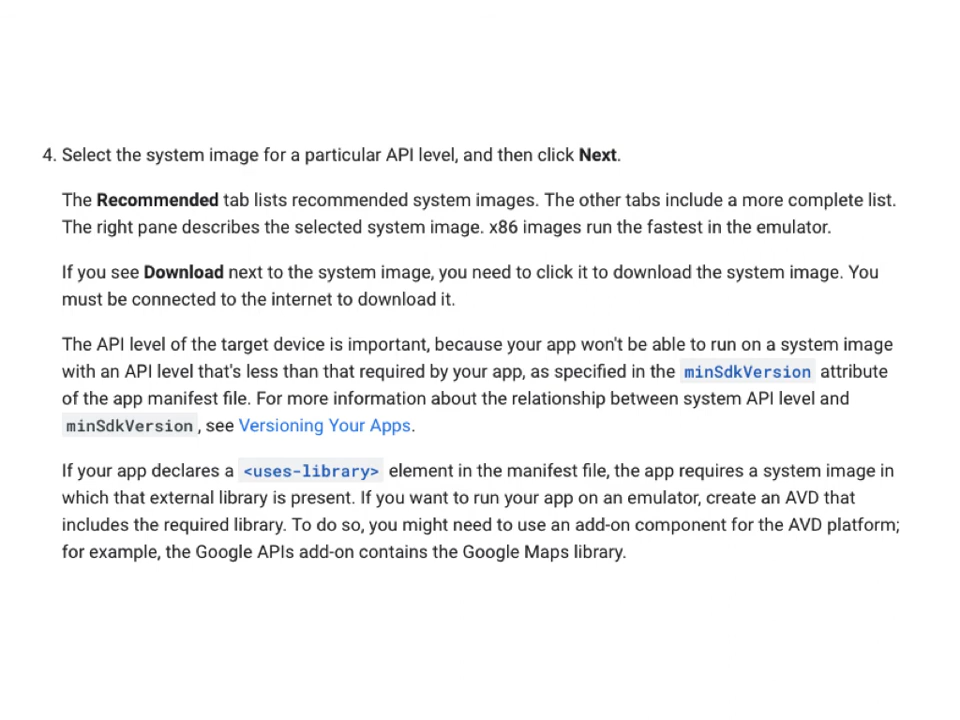 4. Select the system image for a particular API level, and then click Next.
The Recommended tab lists recommended system images. The other tabs include a more complete list.
The right pane describes the selected system image. x86 images run the fastest in the emulator.
If you see Download next to the system image, you need to click it to download the system image. You
must be connected to the internet to download it.
The API level of the target device is important, because your app won't be able to run on a system image
with an API level that's less than that required by your app, as specified in the minSdkVersion attribute
of the app manifest file. For more information about the relationship between system API level and
minSdkVersion, see Versioning Your Apps.
If your app declares a <uses-library> element in the manifest file, the app requires a system image in
which that external library is present. If you want to run your app on an emulator, create an AVD that
includes the required library. To do so, you might need to use an add-on component for the AVD platform;
for example, the Google APIs add-on contains the Google Maps library.